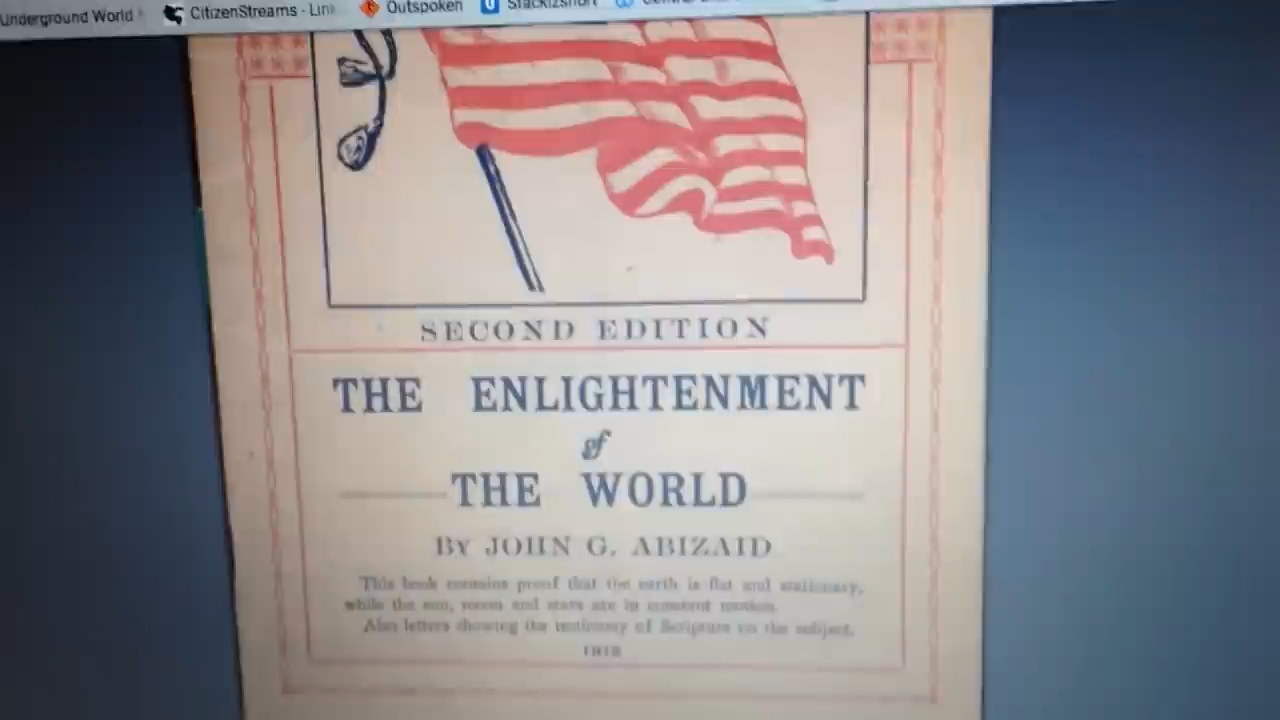 Underground World
CitizenStreams - Lin
Outspoken
SECOND EDITION
THE ENLIGHTENMENT
of
THE WORLD
By JOHN G. ABIZAID
This book contains proof that the earth is flat and stationary,
while the sun, moon and stars are in constant motion.
Also letters showing the testimony of Scripture on the subject.